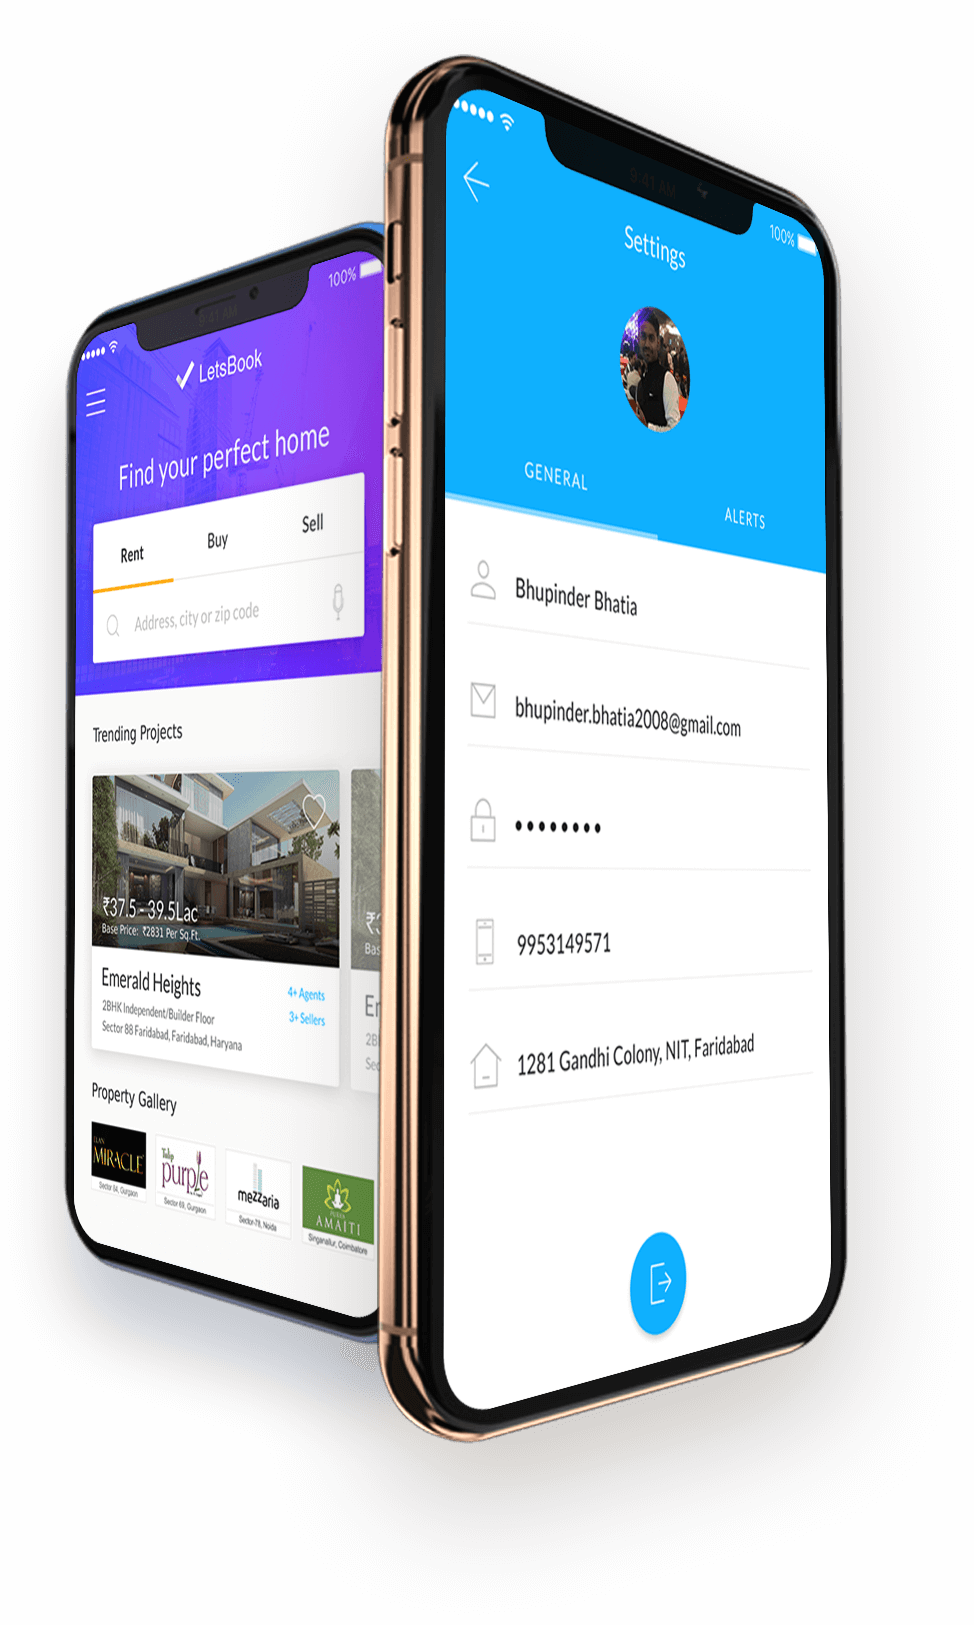 100%
9:41 AM
LetsBook
Find your perfect home
Rent
Buy
Sell
Address, city or zip code
Trending Projects
₹37.5 - 39.5Lac
Base Price: ₹2831 Per Sq.Ft.
Emerald Heights
4+ Agents
2BHK Independent/Builder Floor
3+ Sellers
Sector 88 Faridabad, Faridabad, Haryana
Property Gallery
MIRACLE
Sector 84, Gurgaon
Tulip
purple
Sector 69, Gurgaon
mezzaria
Sector-78, Noida
AMAITI
Singanallur, Coimbatore
9:41 AM
100%
Settings
GENERAL
ALERTS
Bhupinder Bhatia
bhupinder.bhatia2008@gmail.com
9953149571
1281 Gandhi Colony, NIT, Faridabad